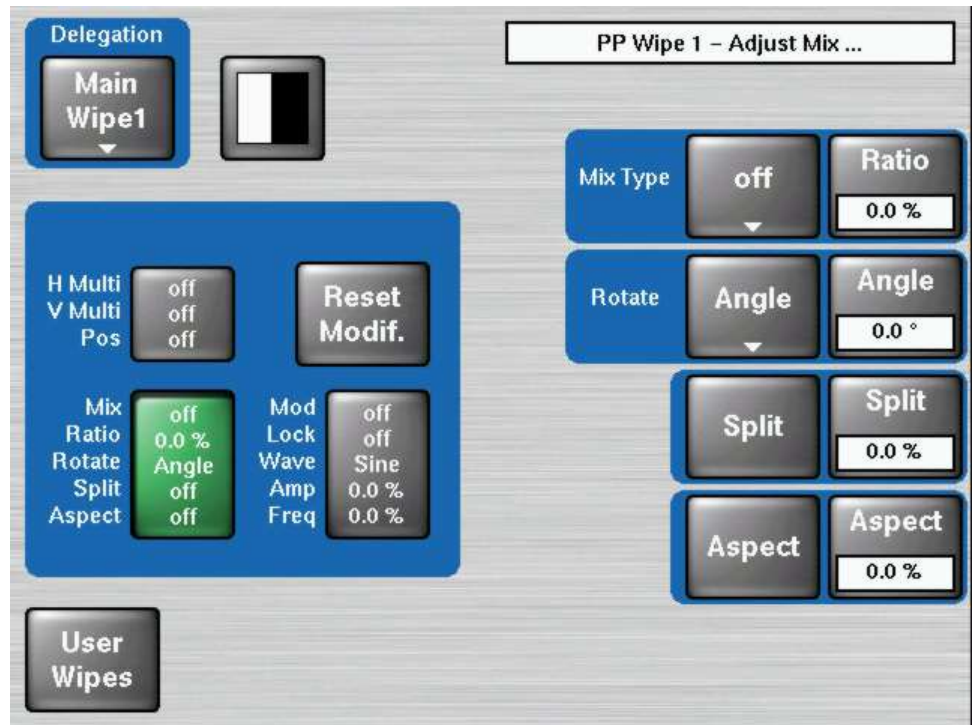 Delegation
Main
Wipe1
PP Wipe 1 – Adjust Mix ...
Mix Type
off
Ratio
0.0 %
Rotate
Angle
Angle
0.0 °
Split
Split
0.0 %
Aspect
Aspect
0.0 %
H Multi off
V Multi off
Pos off
Reset
Modif.
Mix off
Ratio 0.0 %
Rotate Angle
Split off
Aspect off
Mod off
Lock off
Wave Sine
Amp 0.0 %
Freq 0.0 %
User
Wipes